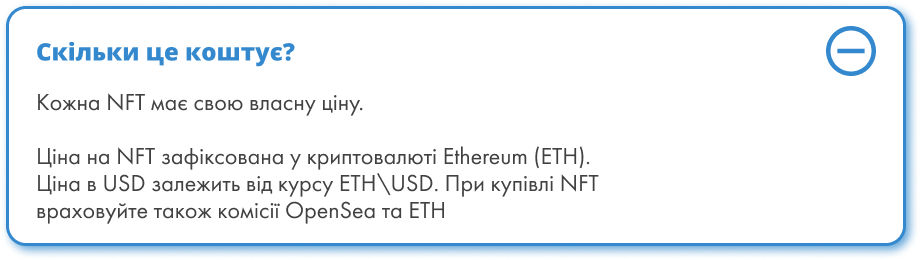 Скільки це коштує?
Кожна NFT має свою власну ціну.
Ціна на NFT зафіксована у криптовалюті Ethereum (ETH).
Ціна в USD залежить від курсу ETH\USD. При купівлі NFT
враховуйте також комісії OpenSea та ETH